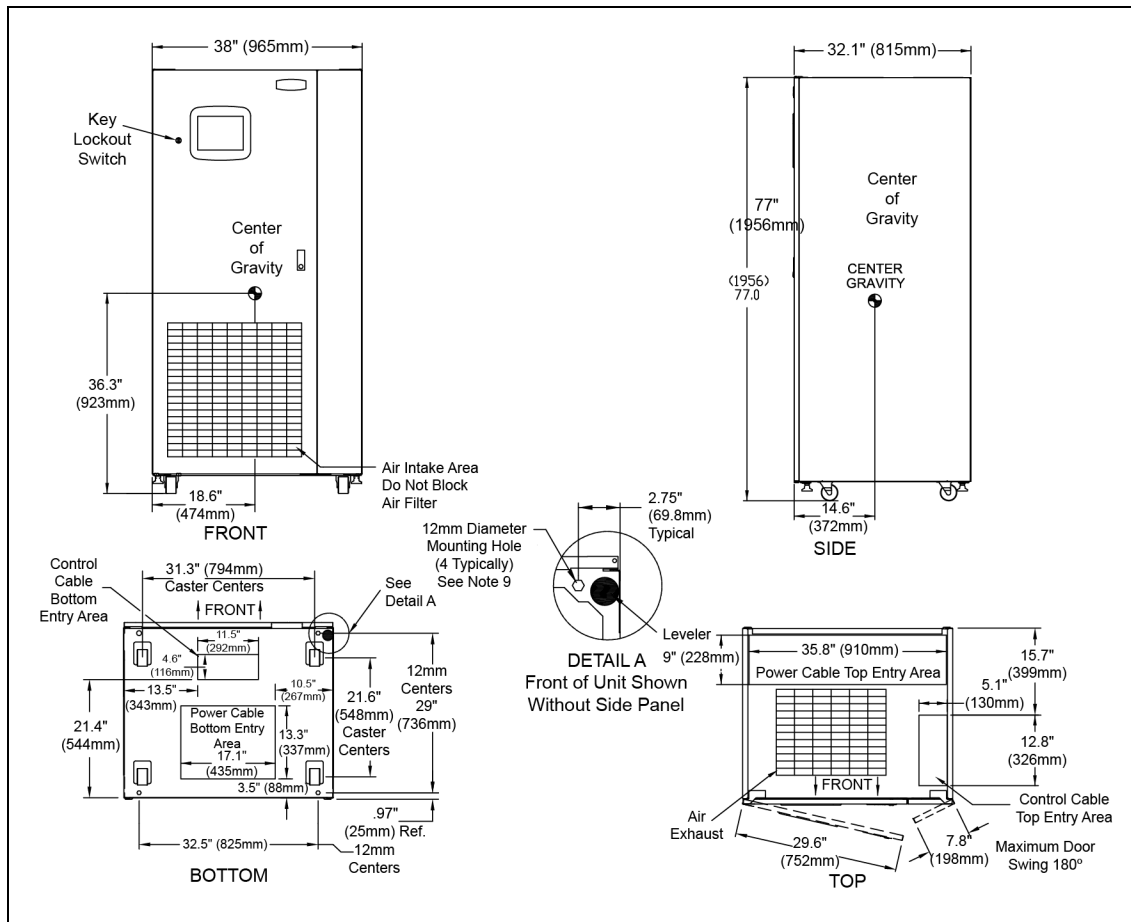 38" (965mm)
Key
Lockout
Switch
Center
of
Gravity
36.3"
(923mm)
Air Intake Area
Do Not Block
Air Filter
18.6"
(474mm)
FRONT
32.1" (815mm)
77"
(1956mm)
(1956)
77.0
Center
of
Gravity
CENTER
GRAVITY
14.6"
(372mm)
SIDE
2.75"
(69.8mm)
Typical
12mm Diameter
Mounting Hole
(4 Typically)
See Note 9
Leveler
DETAIL A
Front of Unit Shown
Without Side Panel
Control
Cable
Bottom
Entry Area
31.3" (794mm)
Caster Centers
FRONT
See
Detail A
11.5"
(292mm)
4.6"
(116mm)
13.5"
(343mm)
10.5"
(267mm)
21.4"
(544mm)
Power Cable
Bottom Entry
Area
17.1"
(435mm)
13.3"
(337mm)
3.5" (88mm)
21.6"
(548mm)
Caster
Centers
12mm
Centers
29"
(736mm)
.97"
(25mm) Ref.
32.5" (825mm)
12mm
Centers
BOTTOM
9" (228mm)
35.8" (910mm)
Power Cable Top Entry Area
15.7"
(399mm)
5.1"
(130mm)
12.8"
(326mm)
FRONT
Air
Exhaust
Control Cable
Top Entry Area
29.6"
(752mm)
7.8"
(198mm)
Maximum Door
Swing 180º
TOP